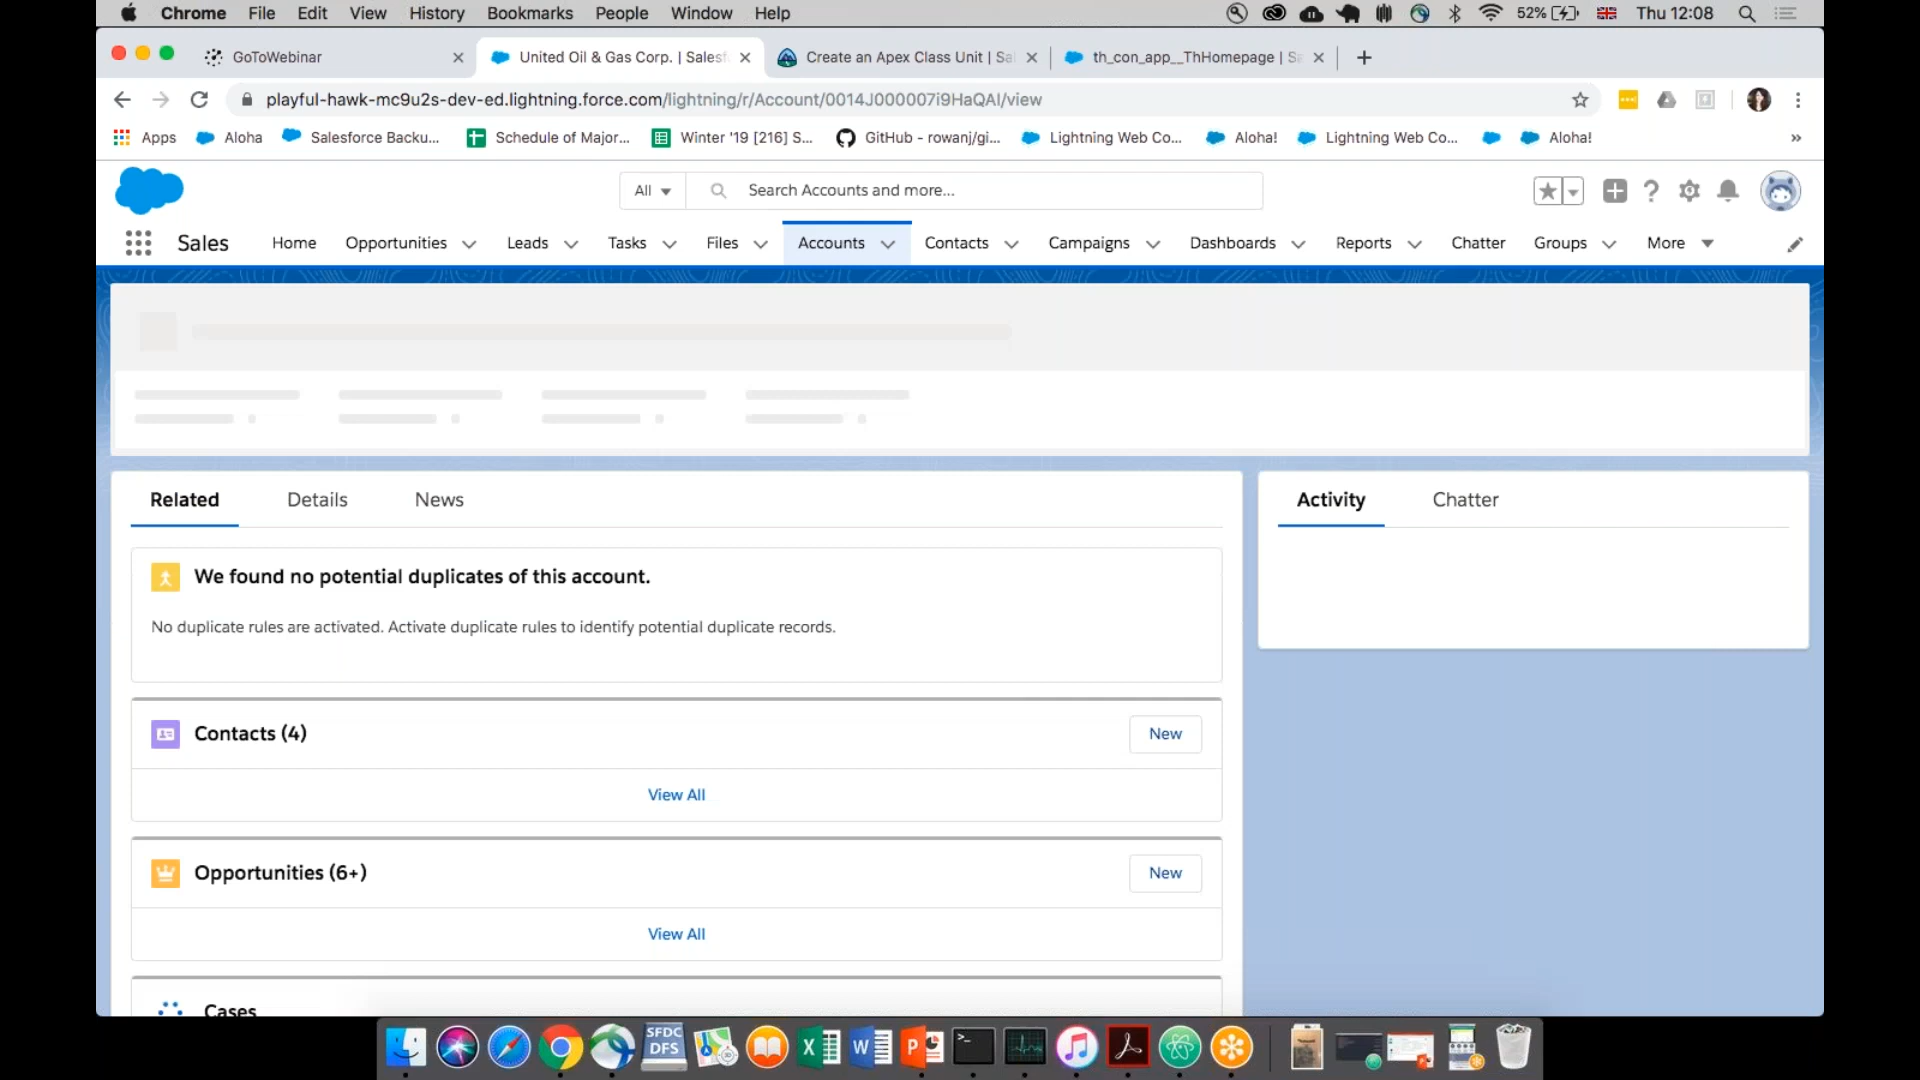 Chrome File Edit View History Bookmarks People Window Help 52% Thu 12:08
GoToWebinar
United Oil & Gas Corp. | Salesf
Create an Apex Class Unit | Sa
th_con_app__ThHomepage | Sa
playful-hawk-mc9u2s-dev-ed.lightning.force.com/lightning/r/Account/0014J000007i9HaQAI/view
Apps Aloha Salesforce Backu... Schedule of Major... Winter '19 [216] S... GitHub - rowanj/gi... Lightning Web Co... Aloha! Lightning Web Co... Aloha! »
All Search Accounts and more...
Sales Home Opportunities Leads Tasks Files Accounts Contacts Campaigns Dashboards Reports Chatter Groups More
Related Details News
Activity Chatter
We found no potential duplicates of this account.
No duplicate rules are activated. Activate duplicate rules to identify potential duplicate records.
Contacts (4) New
View All
Opportunities (6+) New
View All
Cases
SFDC
DFS